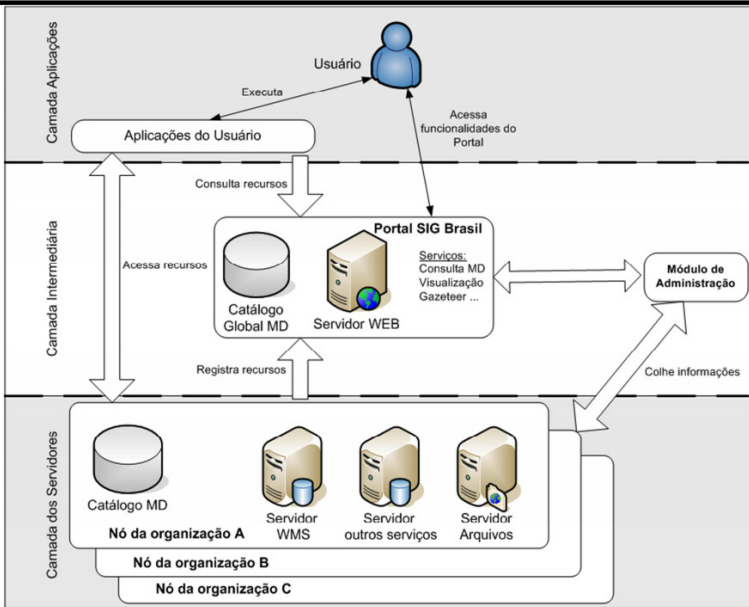 Camada Aplicações
Usuário
Executa
Acessa
funcionalidades do
Portal
Aplicações do Usuário
Camada Intermediária
Consulta recursos
Acessa recursos
Portal SIG Brasil
Serviços:
Consulta MD
Visualização
Gazeteer ...
Catálogo
Global MD
Servidor WEB
Módulo de
Administração
Registra recursos
Colhe informações
Camada dos Servidores
Catálogo MD
Servidor
WMS
Servidor
outros serviços
Servidor
Arquivos
Nó da organização A
Nó da organização B
Nó da organização C